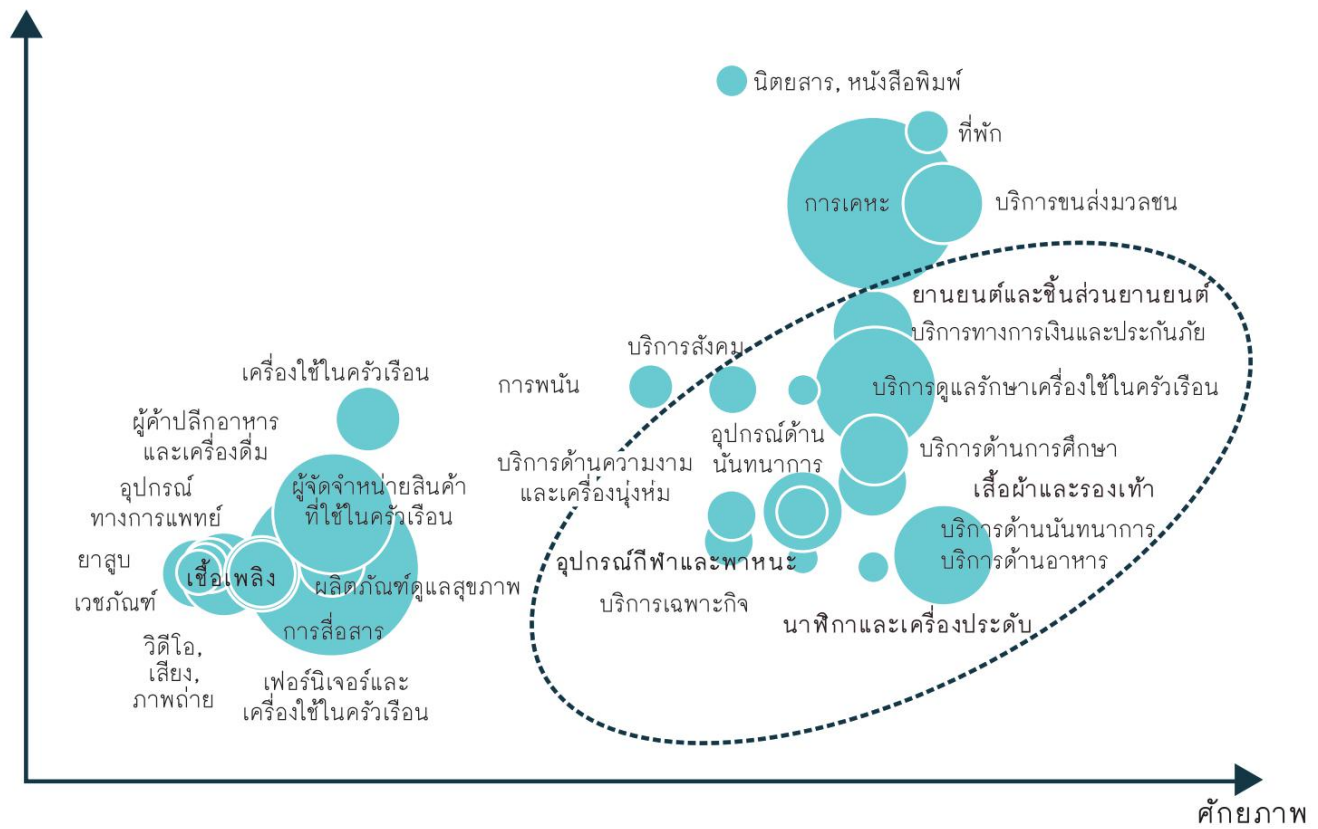 นิตยสาร, หนังสือพิมพ์
ที่พัก
การเคหะ
บริการขนส่งมวลชน
ยานยนต์และชิ้นส่วนยานยนต์
บริการทางการเงินและประกันภัย
บริการสังคม
เครื่องใช้ในครัวเรือน
การพนัน
บริการดูแลรักษาเครื่องใช้ในครัวเรือน
ผู้ค้าปลีกอาหาร
และเครื่องดื่ม
อุปกรณ์ด้าน
นันทนาการ
บริการด้านการศึกษา
บริการด้านความงาม
และเครื่องนุ่งห่ม
อุปกรณ์
ทางการแพทย์
ผู้จัดจำหน่ายสินค้า
ที่ใช้ในครัวเรือน
เสื้อผ้าและรองเท้า
บริการด้านนันทนาการ
บริการด้านอาหาร
ยาสูบ
เชื้อเพลิง
อุปกรณ์กีฬาและพาหนะ
ผลิตภัณฑ์ดูแลสุขภาพ
เวชภัณฑ์
บริการเฉพาะกิจ
การสื่อสาร
นาฬิกาและเครื่องประดับ
วิดีโอ,
เสียง,
ภาพถ่าย
เฟอร์นิเจอร์และ
เครื่องใช้ในครัวเรือน
ศักยภาพ